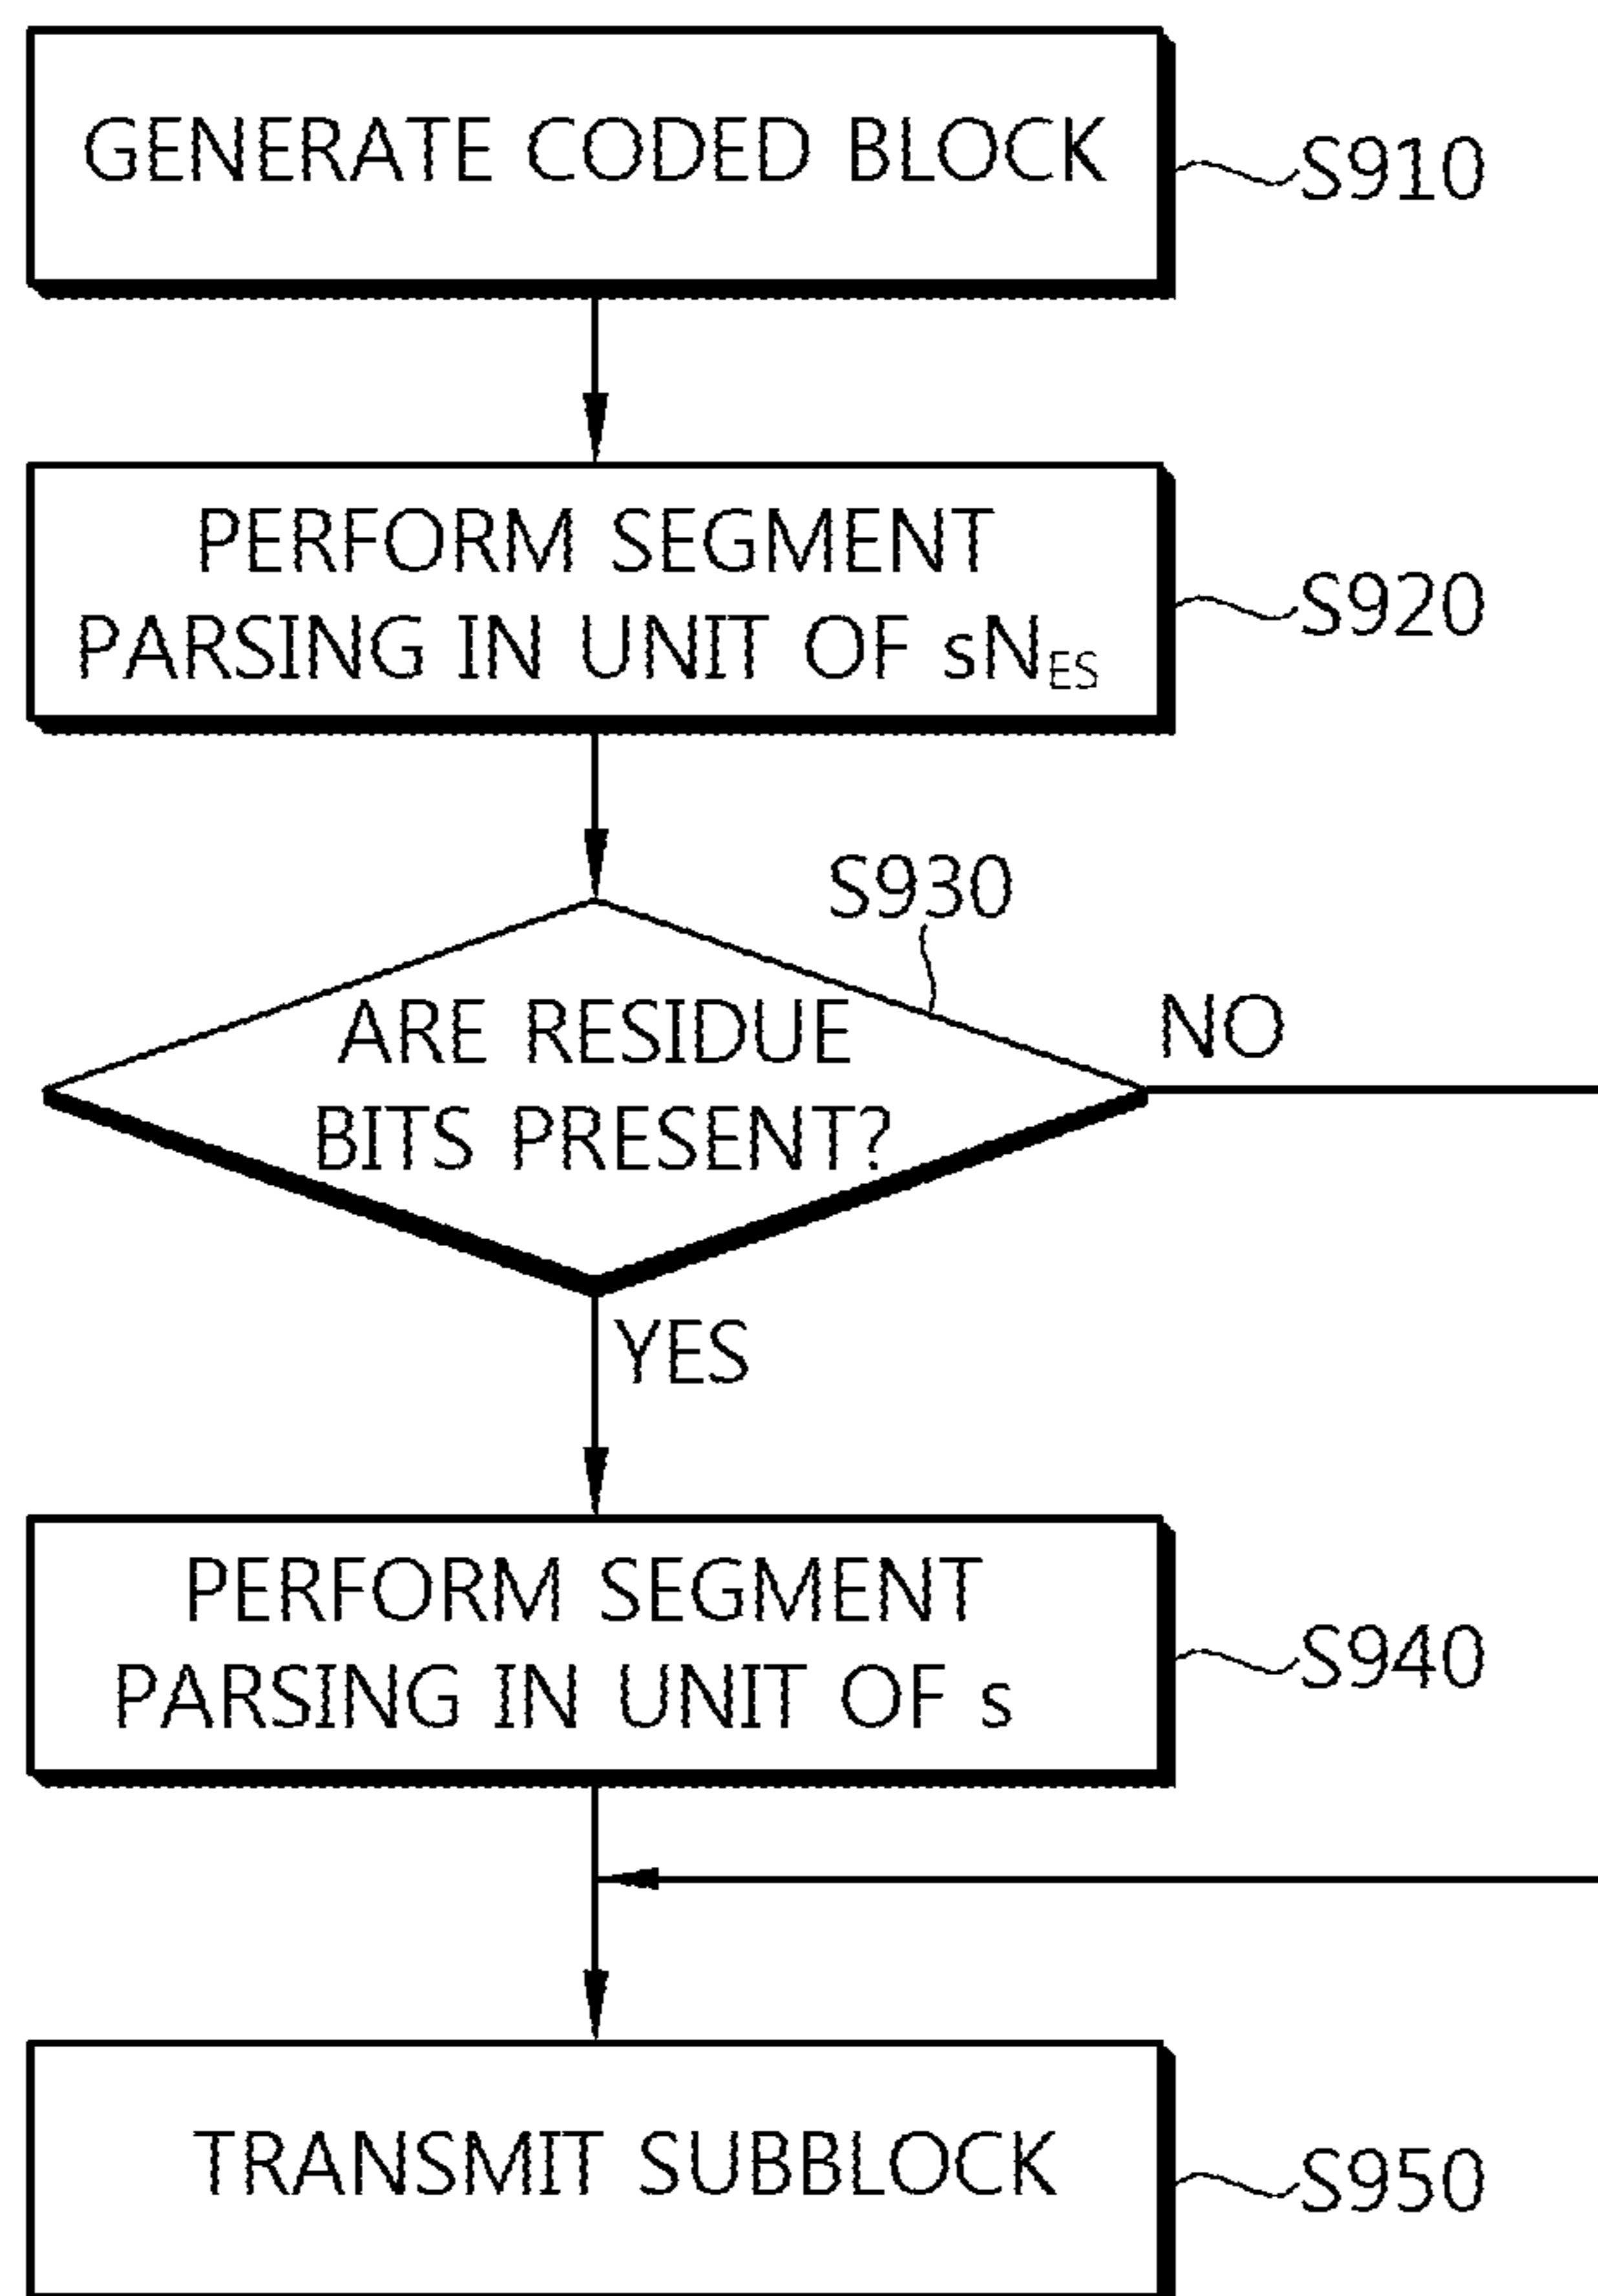 GENERATE CODED BLOCK
S910
PERFORM SEGMENT
PARSING IN UNIT OF sNES
S920
S930
ARE RESIDUE
BITS PRESENT?
NO
YES
PERFORM SEGMENT
PARSING IN UNIT OF s
S940
TRANSMIT SUBBLOCK
S950